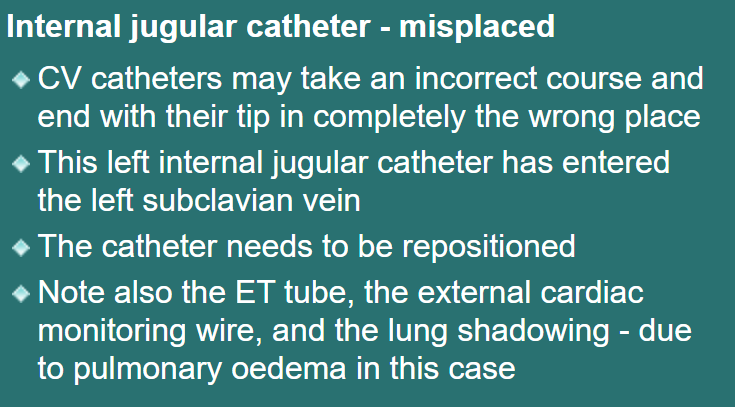 Internal jugular catheter - misplaced
CV catheters may take an incorrect course and
end with their tip in completely the wrong place
This left internal jugular catheter has entered
the left subclavian vein
The catheter needs to be repositioned
Note also the ET tube, the external cardiac
monitoring wire, and the lung shadowing - due
to pulmonary oedema in this case